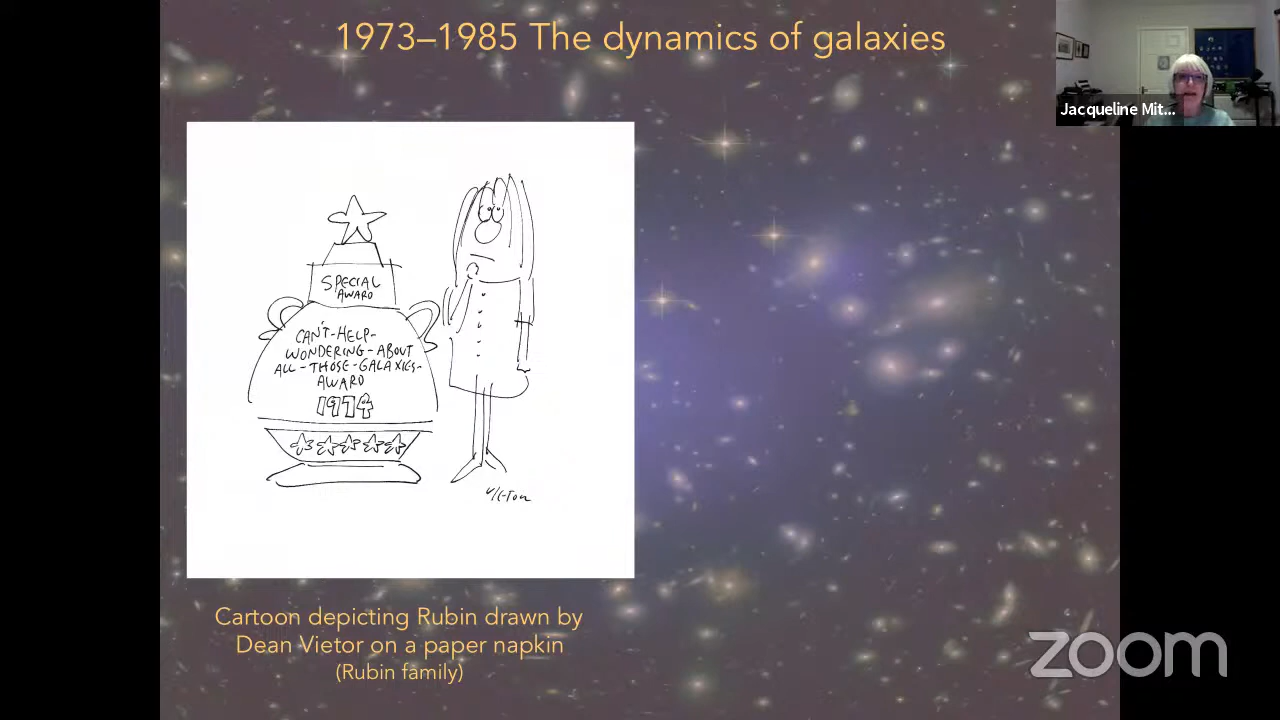 1973–1985 The dynamics of galaxies
Jacqueline Mit...
SPECIAL
AWARD
CAN'T-HELP-
WONDERING-ABOUT
ALL-THOSE-GALAXIES-
AWARD
1974
Cartoon depicting Rubin drawn by
Dean Vietor on a paper napkin
(Rubin family)
zoom